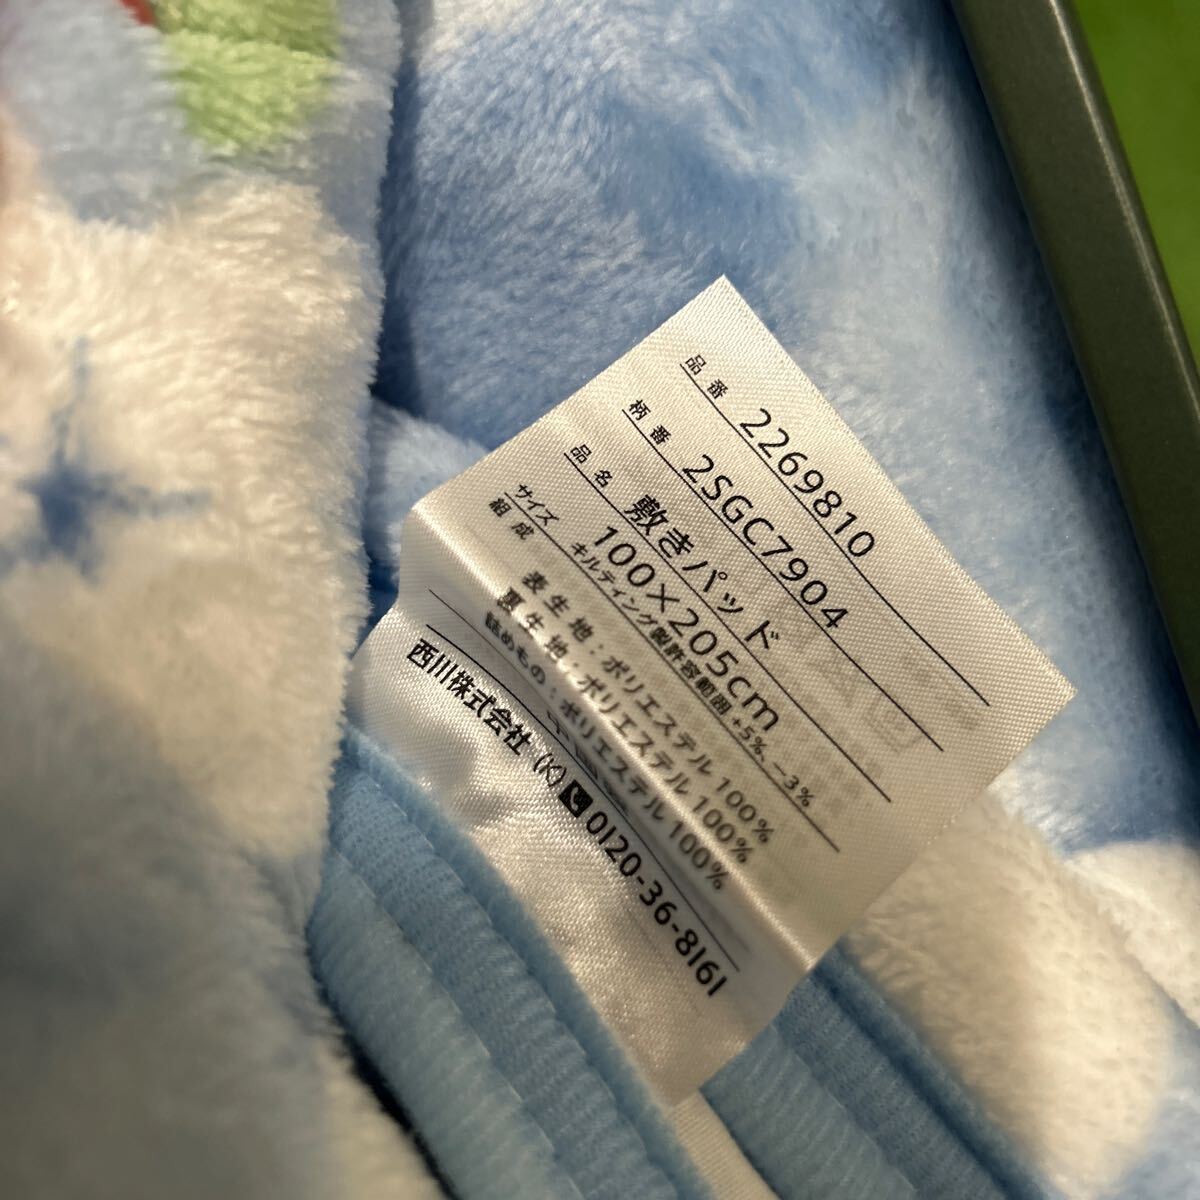 品番 2269810
柄番 2SGC7904
品名 敷きパッド
サイズ 100×205cm
キルティング製許容範囲 +5%、−3%
組成 表生地：ポリエステル 100%
裏生地：ポリエステル 100%
詰めもの：ポリエステル 100%
西川株式会社 (K) 0120-36-8161